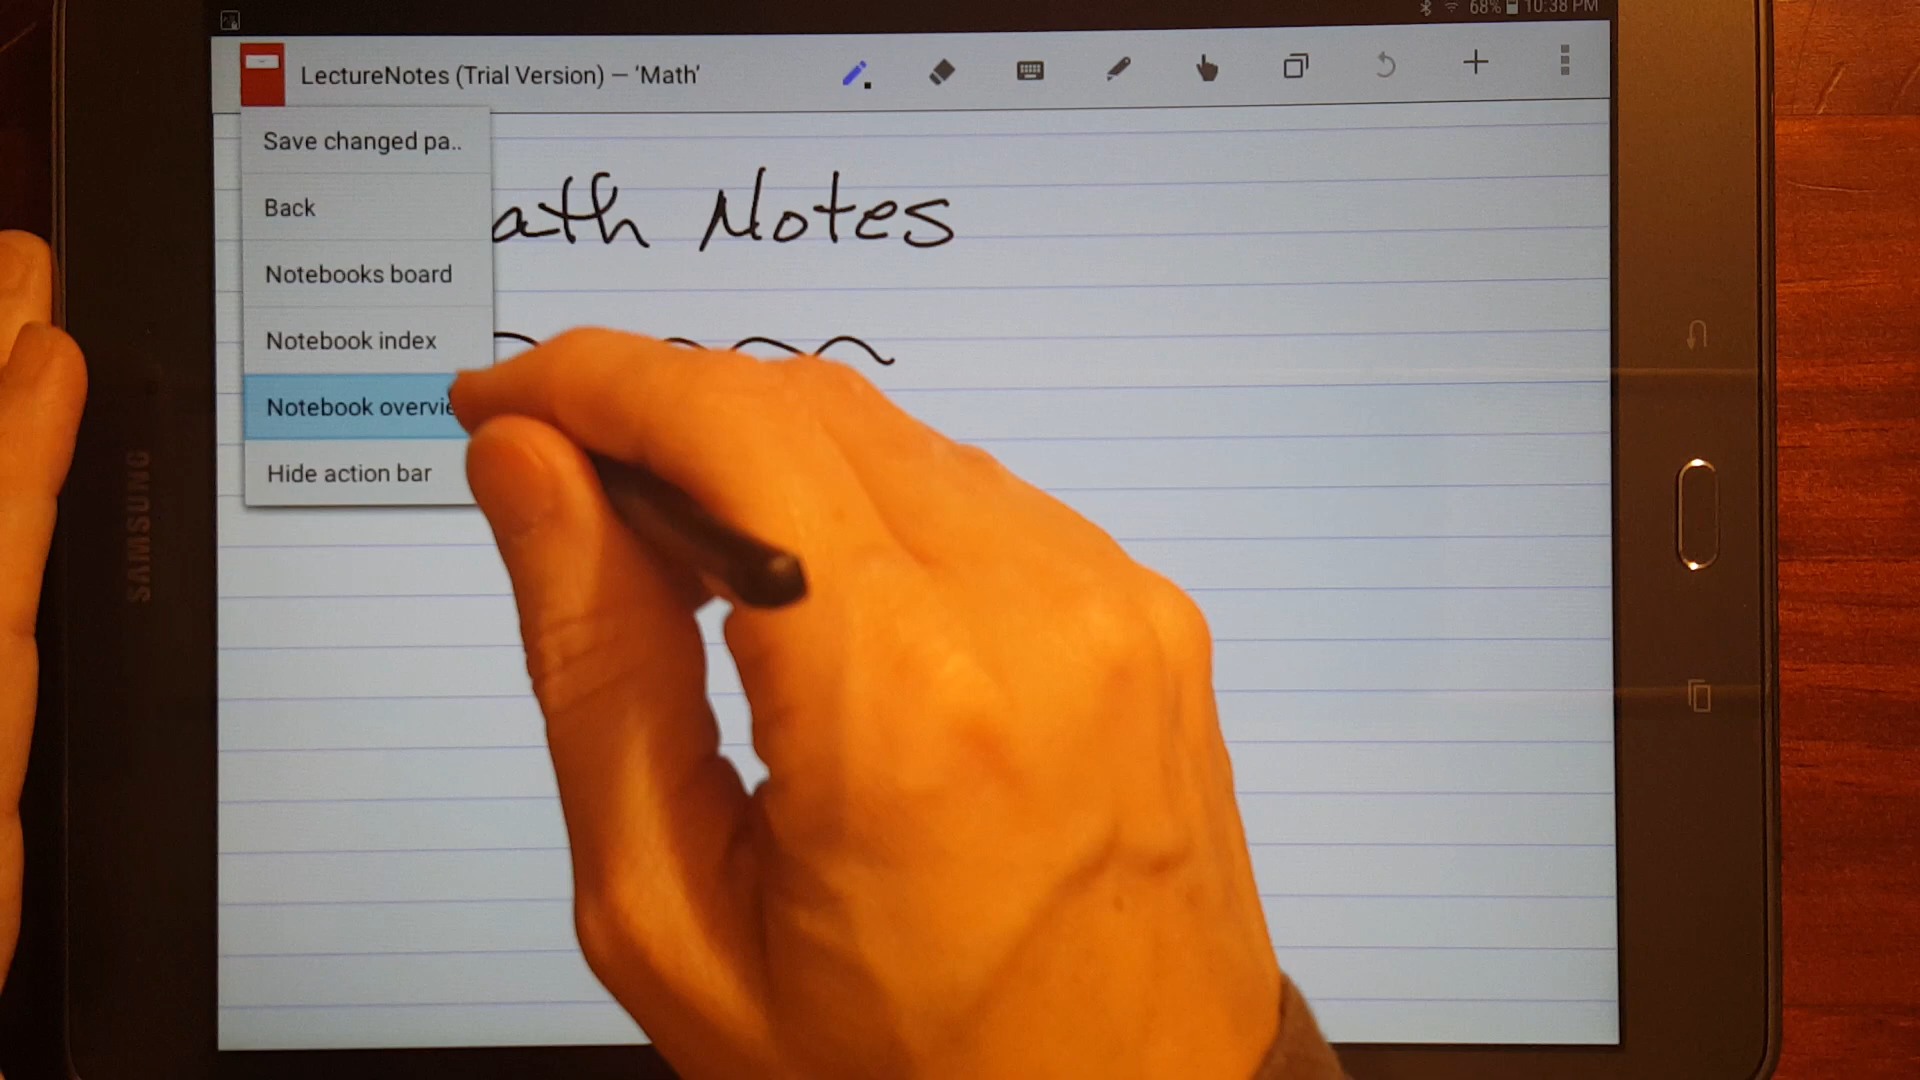 68% 10:38 PM
LectureNotes (Trial Version) – ‘Math’
Save changed pa..
Back
Notebooks board
Notebook index
Notebook overvie
Hide action bar
ath Notes
SAMSUNG